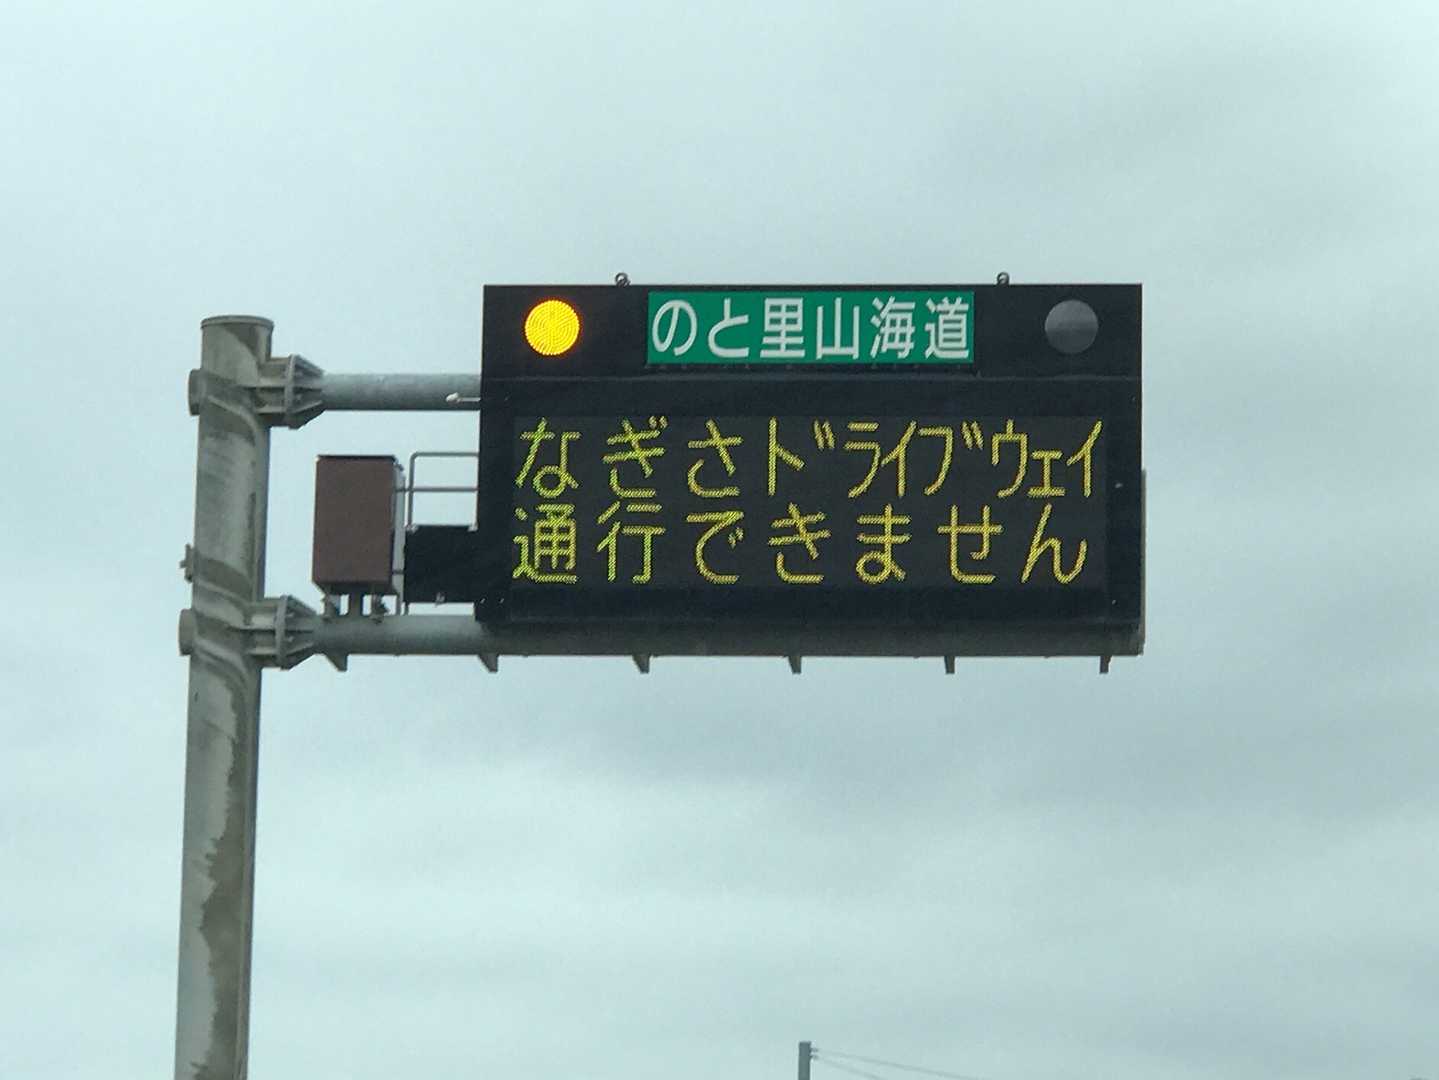 のと里山海道
なぎさﾄﾞﾗｲﾌﾞｳェｲ
通行できません